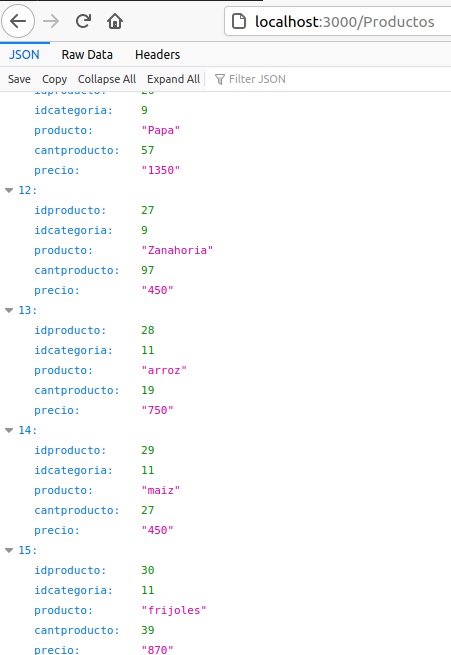 localhost:3000/Productos
JSON Raw Data Headers
Save Copy Collapse All Expand All Filter JSON
idcategoria: 9
producto: "Papa"
cantproducto: 57
precio: "1350"
12:
idproducto: 27
idcategoria: 9
producto: "Zanahoria"
cantproducto: 97
precio: "450"
13:
idproducto: 28
idcategoria: 11
producto: "arroz"
cantproducto: 19
precio: "750"
14:
idproducto: 29
idcategoria: 11
producto: "maiz"
cantproducto: 27
precio: "450"
15:
idproducto: 30
idcategoria: 11
producto: "frijoles"
cantproducto: 39
precio: "870"